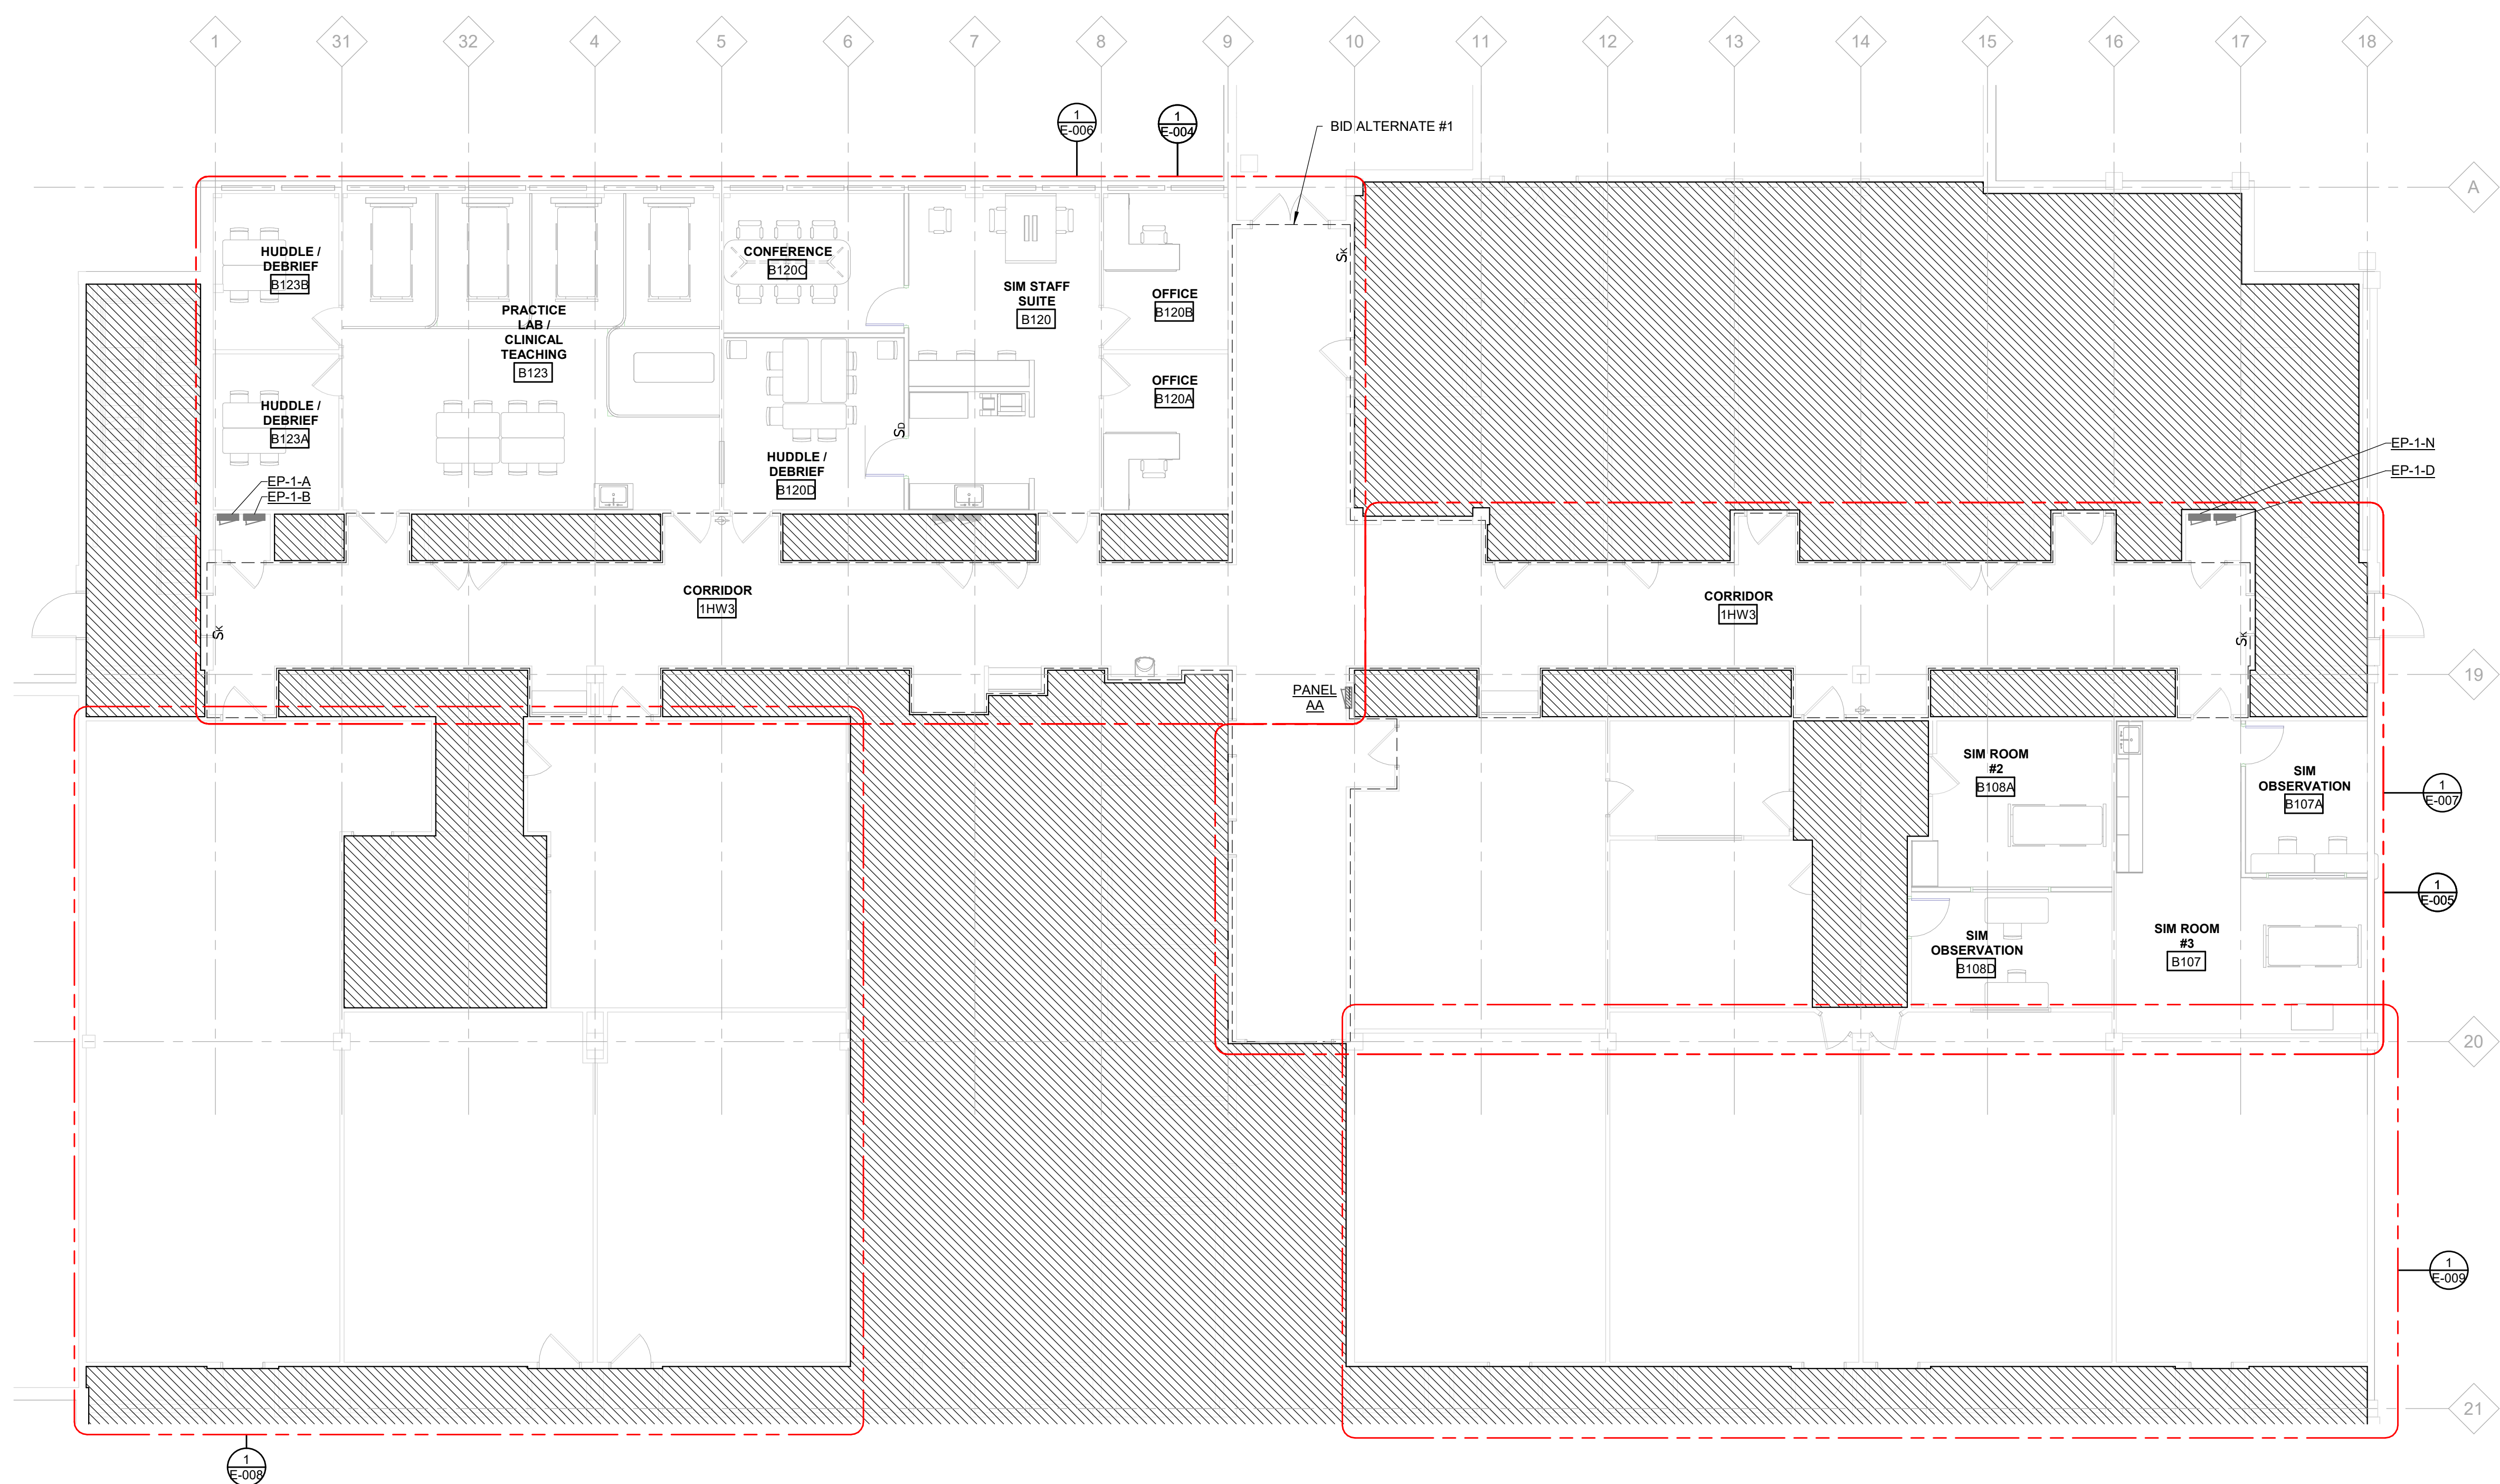 1 31 32 4 5 6 7 8 9 10 11 12 13 14 15 16 17 18
1
E-006
1
E-004
BID ALTERNATE #1
A
HUDDLE /
DEBRIEF
B123B
PRACTICE
LAB /
CLINICAL
TEACHING
B123
CONFERENCE
B120C
SIM STAFF
SUITE
B120
OFFICE
B120B
SK
HUDDLE /
DEBRIEF
B123A
OFFICE
B120A
SD
HUDDLE /
DEBRIEF
B120D
EP-1-A
EP-1-B
EP-1-N
EP-1-D
CORRIDOR
1HW3
CORRIDOR
1HW3
SK
SK
19
PANEL
AA
SIM ROOM
#2
B108A
SIM
OBSERVATION
B107A
1
E-007
1
E-005
SIM
OBSERVATION
B108D
SIM ROOM
#3
B107
20
1
E-009
21
1
E-008